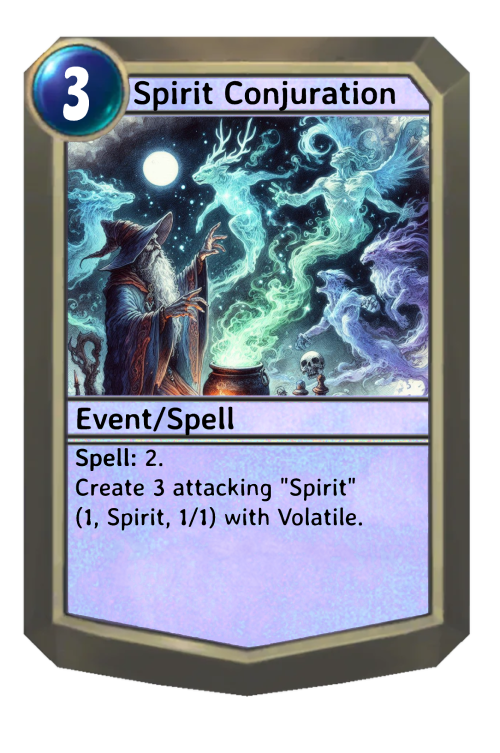 3
Spirit Conjuration
Event/Spell
Spell: 2.
Create 3 attacking "Spirit"
(1, Spirit, 1/1) with Volatile.